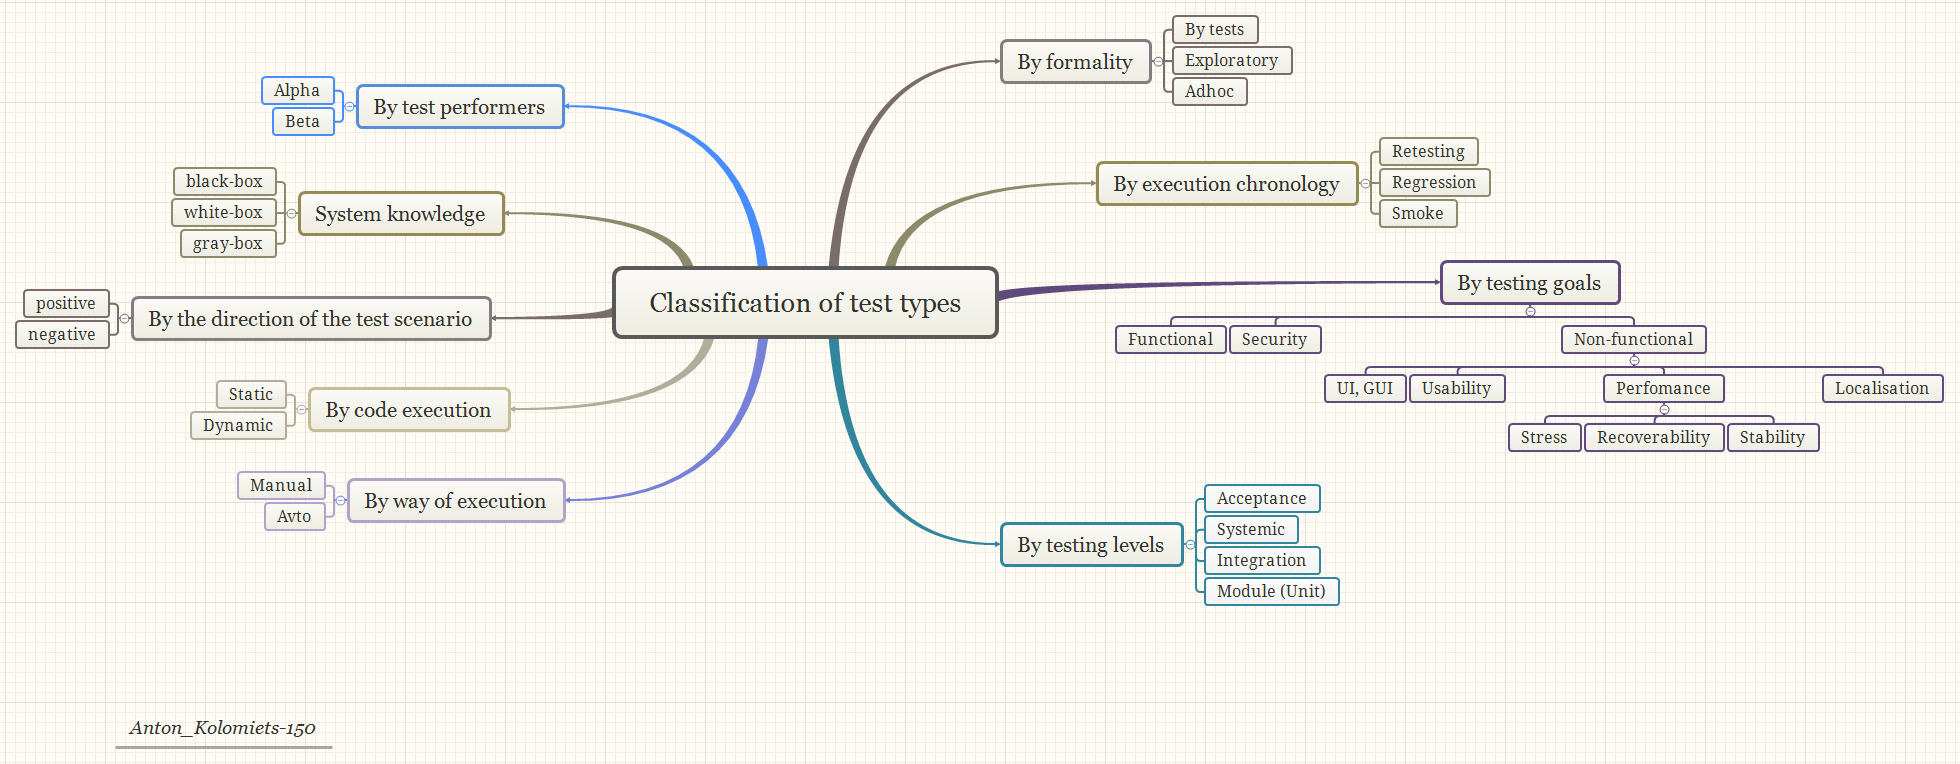 Classification of test types
By test performers
Alpha
Beta
System knowledge
black-box
white-box
gray-box
By the direction of the test scenario
positive
negative
By code execution
Static
Dynamic
By way of execution
Manual
Avto
By formality
By tests
Exploratory
Adhoc
By execution chronology
Retesting
Regression
Smoke
By testing goals
Functional
Security
Non-functional
UI, GUI
Usability
Perfomance
Localisation
Stress
Recoverability
Stability
By testing levels
Acceptance
Systemic
Integration
Module (Unit)
Anton_Kolomiets-150